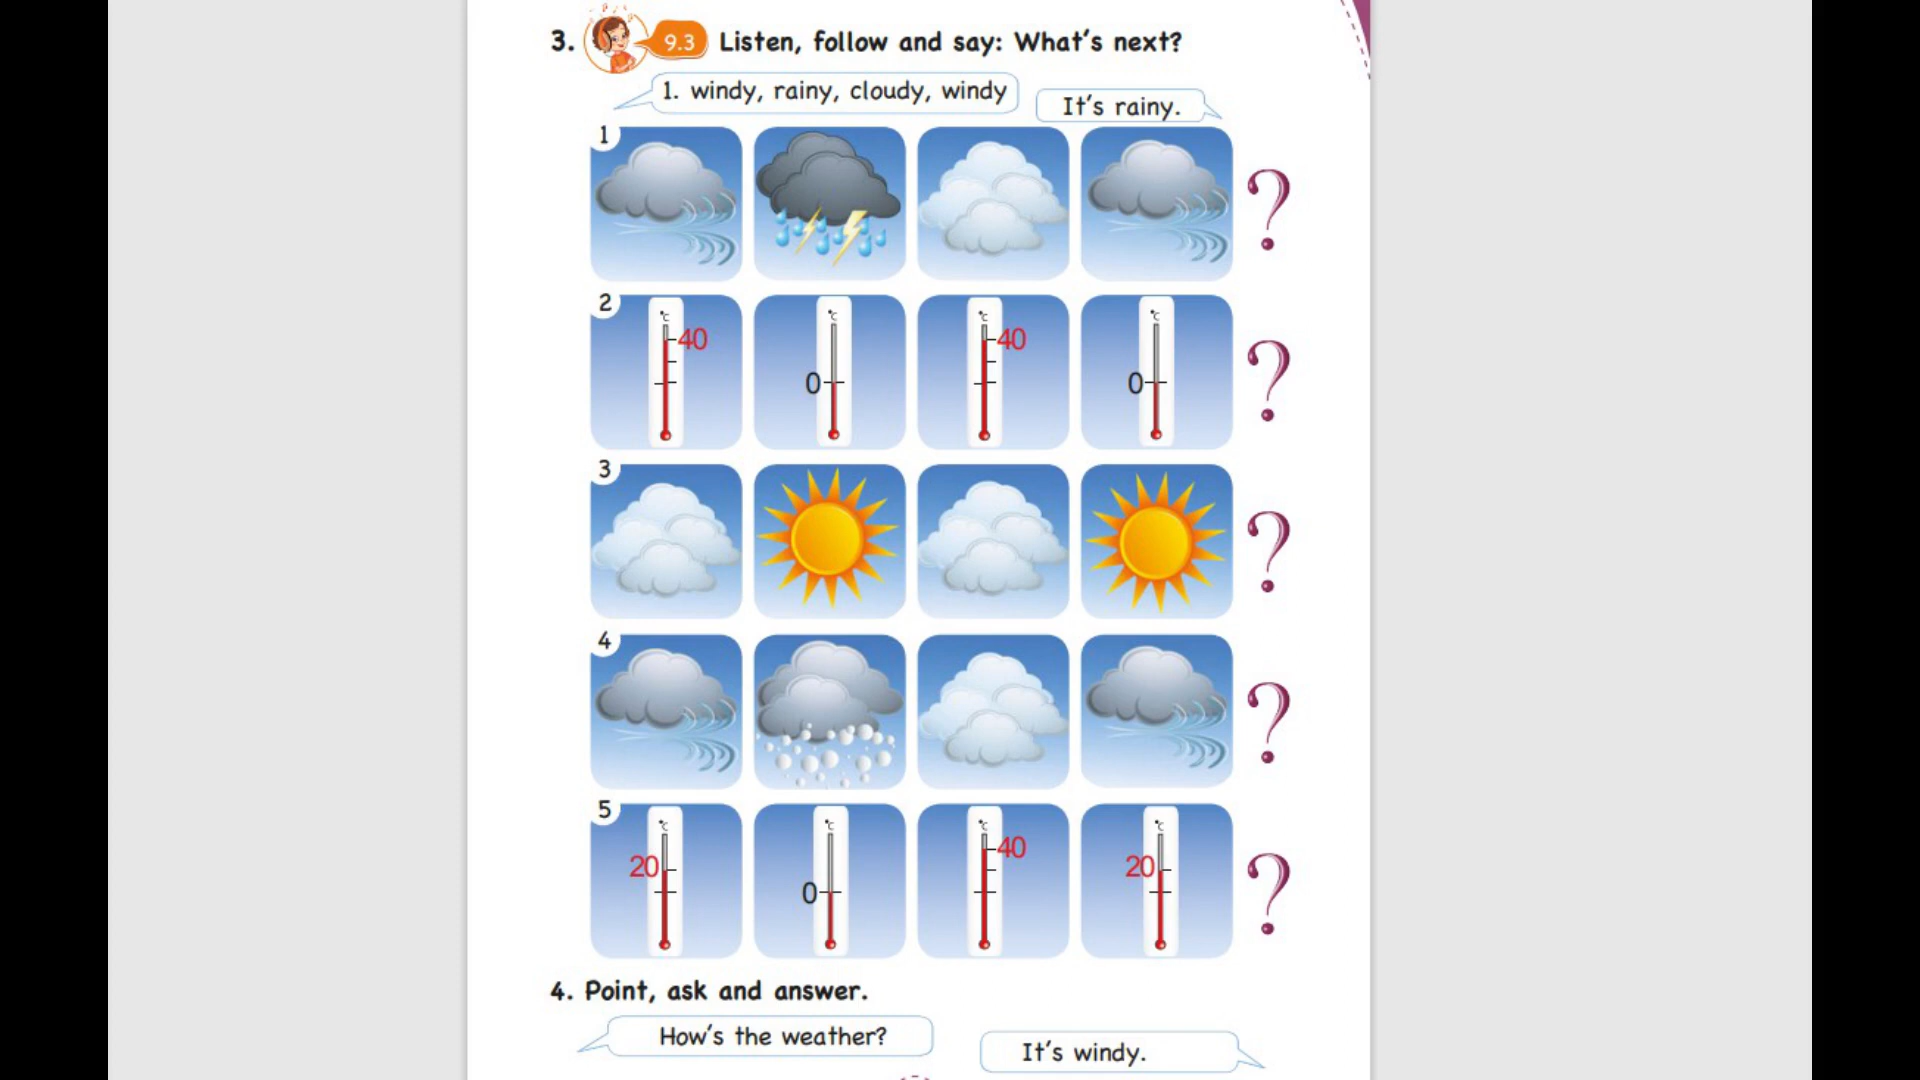 3. 9.3 Listen, follow and say: What's next?
1. windy, rainy, cloudy, windy
It's rainy.
1
2
°C 40 °C 0 °C 40 °C 0
3
4
5
°C 20 °C 0 °C 40 °C 20
4. Point, ask and answer.
How's the weather?
It's windy.